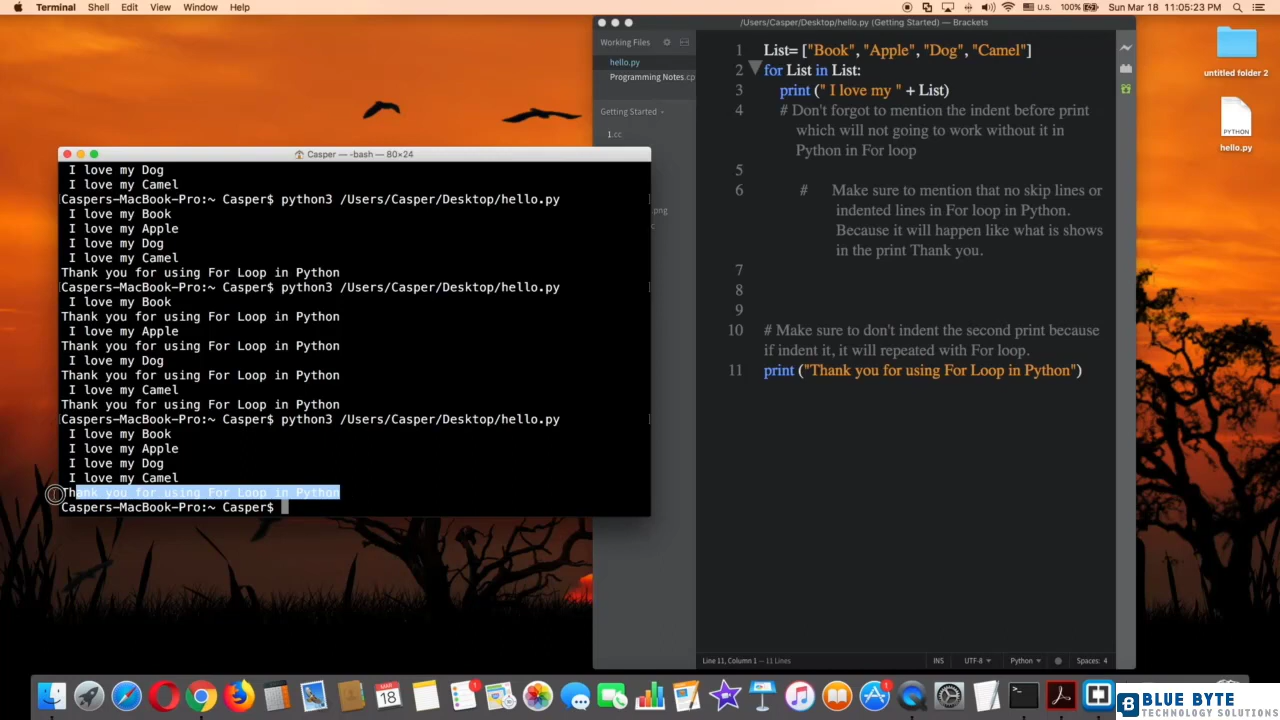 Terminal Shell Edit View Window Help
U.S. 100% Sun Mar 18 11:05:23 PM
/Users/Casper/Desktop/hello.py (Getting Started) — Brackets
Working Files
hello.py
Programming Notes.cp
Getting Started
1.cc
.png
c
1 List= ["Book", "Apple", "Dog", "Camel"]
2 for List in List:
3 print (" I love my " + List)
4 # Don't forgot to mention the indent before print
which will not going to work without it in
Python in For loop
5
6 # Make sure to mention that no skip lines or
indented lines in For loop in Python.
Because it will happen like what is shows
in the print Thank you.
7
8
9
10 # Make sure to don't indent the second print because
if indent it, it will repeated with For loop.
11 print ("Thank you for using For Loop in Python")
Line 11, Column 1 — 11 Lines
INS UTF-8 Python Spaces: 4
untitled folder 2
PYTHON
hello.py
Casper — -bash — 80×24
I love my Dog
I love my Camel
[Caspers-MacBook-Pro:~ Casper$ python3 /Users/Casper/Desktop/hello.py ]
I love my Book
I love my Apple
I love my Dog
I love my Camel
Thank you for using For Loop in Python
[Caspers-MacBook-Pro:~ Casper$ python3 /Users/Casper/Desktop/hello.py ]
I love my Book
Thank you for using For Loop in Python
I love my Apple
Thank you for using For Loop in Python
I love my Dog
Thank you for using For Loop in Python
I love my Camel
Thank you for using For Loop in Python
[Caspers-MacBook-Pro:~ Casper$ python3 /Users/Casper/Desktop/hello.py ]
I love my Book
I love my Apple
I love my Dog
I love my Camel
Thank you for using For Loop in Python
Caspers-MacBook-Pro:~ Casper$
MAR
18
1
1
BLUE BYTE
TECHNOLOGY SOLUTIONS